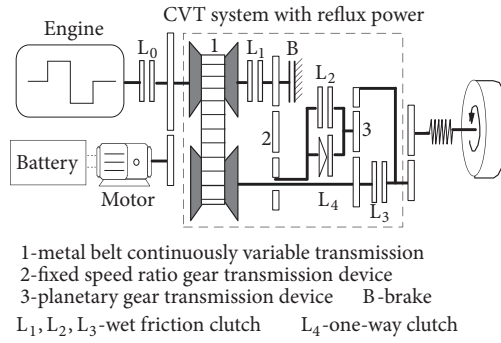 CVT system with reflux power
Engine
L0
1
L1
B
L2
2
3
Battery
Motor
L4
L3
1-metal belt continuously variable transmission
2-fixed speed ratio gear transmission device
3-planetary gear transmission device B-brake
L1, L2, L3-wet friction clutch L4-one-way clutch